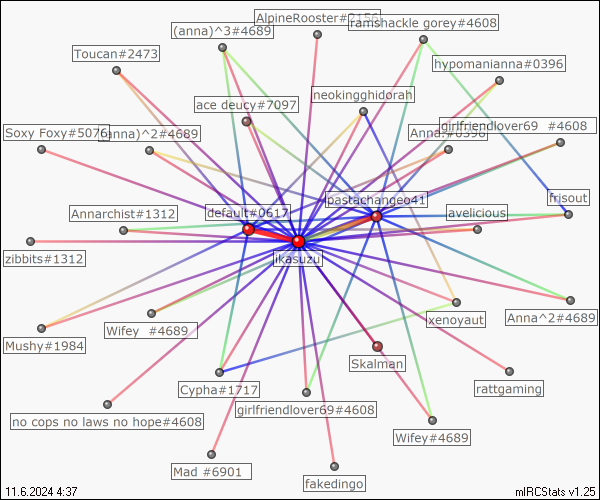 AlpineRooster#2156
(anna)^3#4689
ramshackle gorey#4608
Toucan#2473
hypomanianna#0396
neokingghidorah
ace deucy#7097
Soxy Foxy#5076
(anna)^2#4689
Anna.#0396
girlfriendlover69 #4608
pastachangeo41
frisout
Annarchist#1312
default#0617
avelicious
zibbits#1312
ikasuzu
Anna^2#4689
xenoyaut
Wifey #4689
Mushy#1984
Skalman
Cypha#1717
rattgaming
girlfriendlover69#4608
no cops no laws no hope#4608
Wifey#4689
Mad #6901
fakedingo
11.6.2024 4:37
mIRCStats v1.25